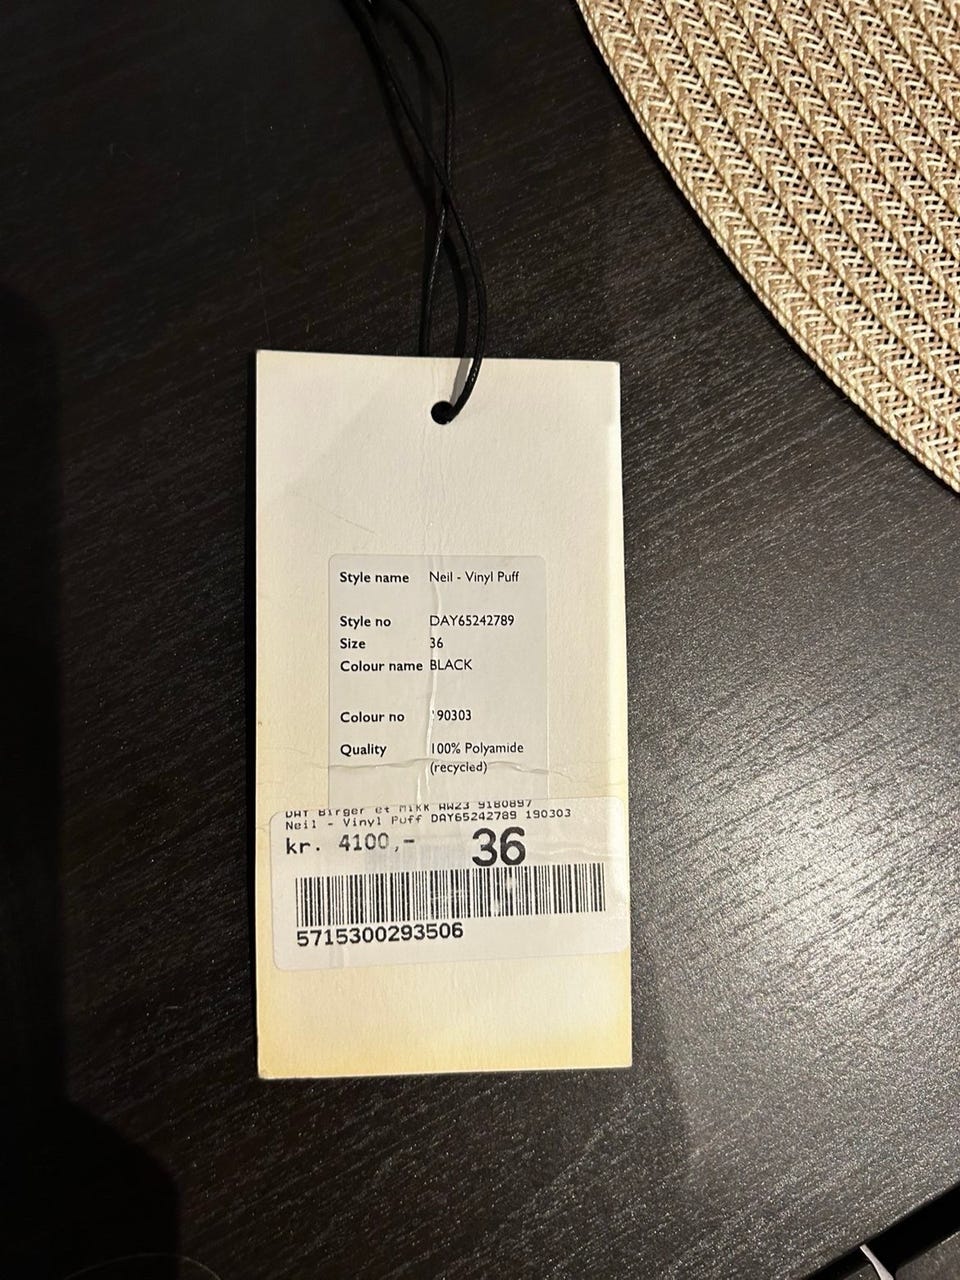 Style name Neil - Vinyl Puff
Style no DAY65242789
Size 36
Colour name BLACK
Colour no 190303
Quality 100% Polyamide
(recycled)
DAY Birger et Mikk AW23 9180897
Neil - Vinyl Puff DAY65242789 190303
kr. 4100,- 36
5715300293506